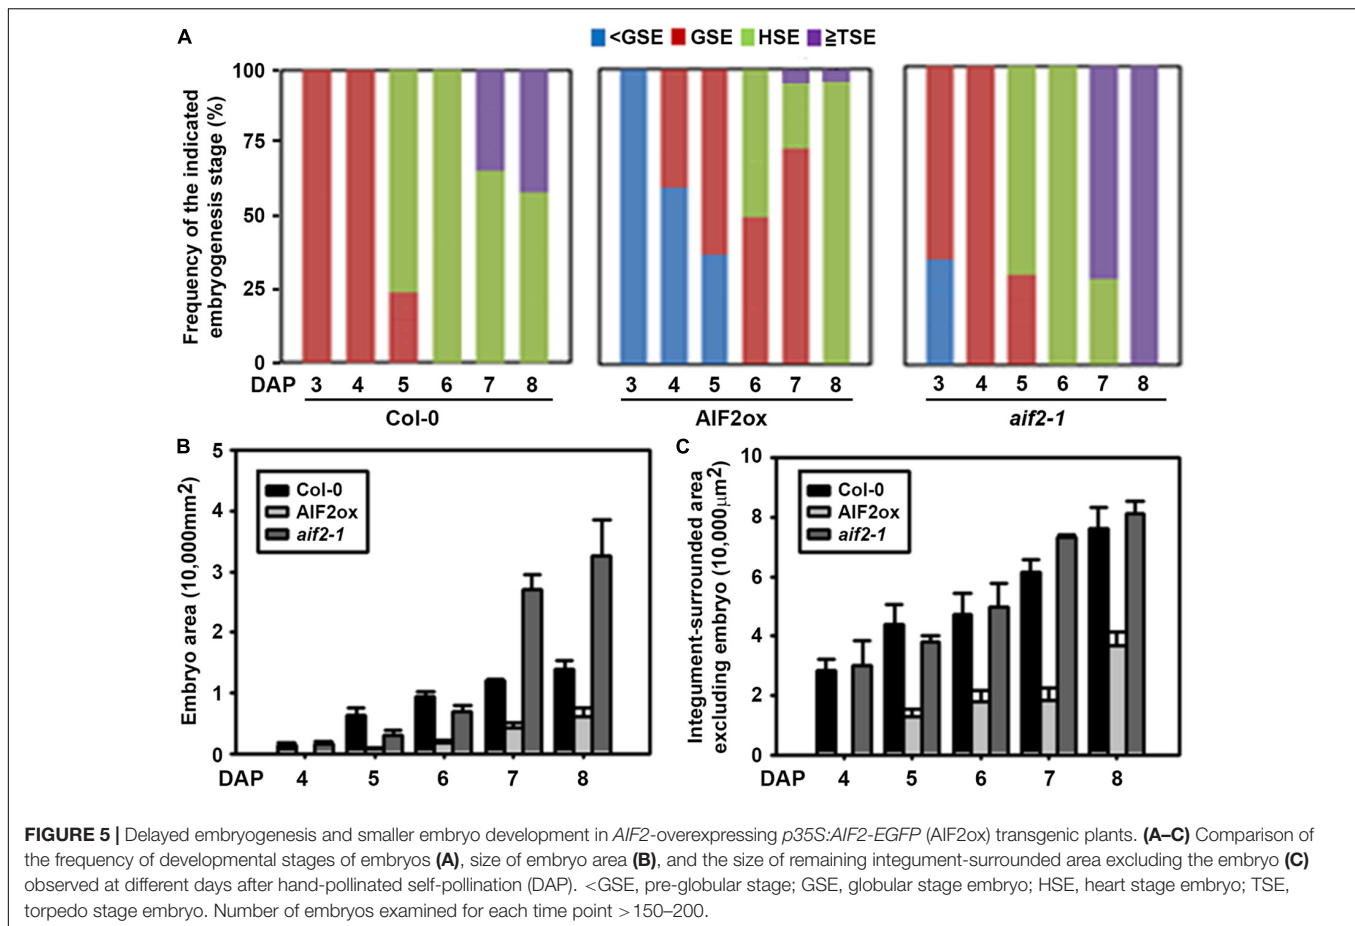 A
<GSE GSE HSE ≧TSE
Frequency of the indicated
embryogenesis stage (%)
100
75
50
25
0
DAP 3 4 5 6 7 8 3 4 5 6 7 8 3 4 5 6 7 8
Col-0 AIF2ox aif2-1
B
Embryo area (10,000mm2)
5
4
3
2
1
0
Col-0
AIF2ox
aif2-1
DAP 4 5 6 7 8
C
Integument-surrounded area
excluding embryo (10,000μm2)
10
8
6
4
2
0
Col-0
AIF2ox
aif2-1
DAP 4 5 6 7 8
FIGURE 5 | Delayed embryogenesis and smaller embryo development in AIF2-overexpressing p35S:AIF2-EGFP (AIF2ox) transgenic plants. (A–C) Comparison of
the frequency of developmental stages of embryos (A), size of embryo area (B), and the size of remaining integument-surrounded area excluding the embryo (C)
observed at different days after hand-pollinated self-pollination (DAP). <GSE, pre-globular stage; GSE, globular stage embryo; HSE, heart stage embryo; TSE,
torpedo stage embryo. Number of embryos examined for each time point >150–200.